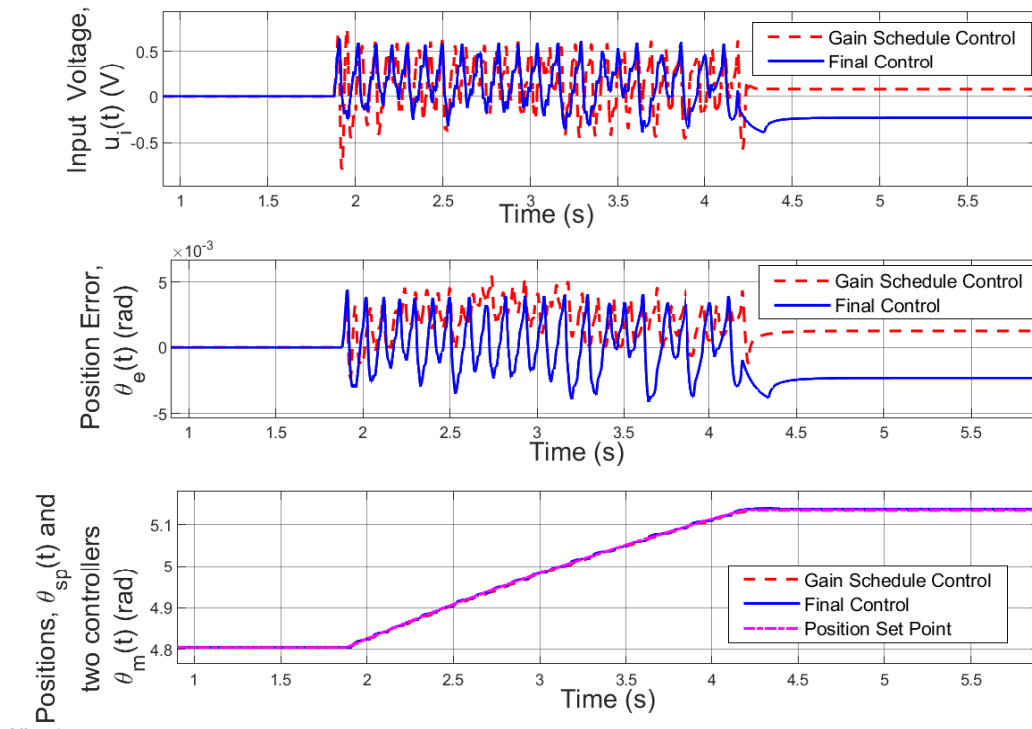 Input Voltage,
u_i(t) (V)
0.5
0
-0.5
Gain Schedule Control
Final Control
1 1.5 2 2.5 3 3.5 4 4.5 5 5.5
Time (s)
×10^-3
Position Error,
θ_e(t) (rad)
5
0
-5
Gain Schedule Control
Final Control
1 1.5 2 2.5 3 3.5 4 4.5 5 5.5
Time (s)
Positions, θ_sp(t) and
two controllers
θ_m(t) (rad)
5.1
5
4.9
4.8
Gain Schedule Control
Final Control
Position Set Point
1 1.5 2 2.5 3 3.5 4 4.5 5 5.5
Time (s)